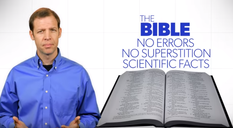 THE
BIBLE
NO ERRORS
NO SUPERSTITION
SCIENTIFIC FACTS